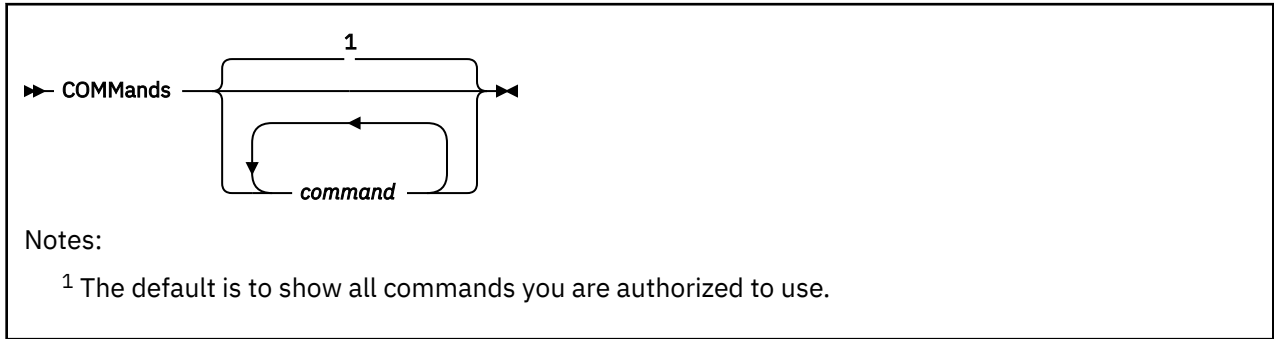 1
COMMands
command
Notes:
1 The default is to show all commands you are authorized to use.